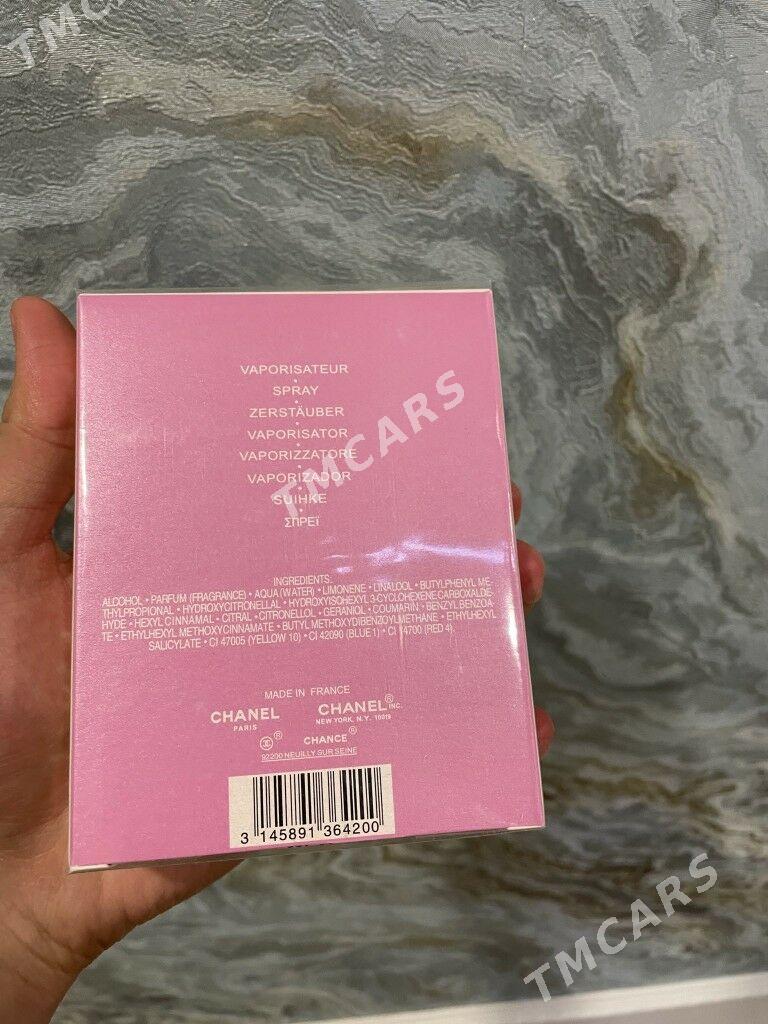 TMCARS
VAPORISATEUR
•
SPRAY
•
ZERSTÄUBER
•
VAPORISATOR
•
VAPORIZZATORE
•
VAPORIZADOR
•
SUIHKE
•
ΣΠΡΕΪ
TMCARS
INGREDIENTS:
ALCOHOL • PARFUM (FRAGRANCE) • AQUA (WATER) • LIMONENE • LINALOOL • BUTYLPHENYL ME
THYLPROPIONAL • HYDROXYCITRONELLAL • HYDROXYISOHEXYL 3-CYCLOHEXENE CARBOXALDE
HYDE • HEXYL CINNAMAL • CITRAL • CITRONELLOL • GERANIOL • COUMARIN • BENZYL BENZOA-
TE • ETHYLHEXYL METHOXYCINNAMATE • BUTYL METHOXYDIBENZOYLMETHANE • ETHYLHEXYL
SALICYLATE • CI 47005 (YELLOW 10) • CI 42090 (BLUE 1) • CI 14700 (RED 4)
MADE IN FRANCE
CHANEL CHANEL® INC.
PARIS NEW YORK, N.Y. 10019
® CHANCE®
92200 NEUILLY SUR SEINE
3 145891 364200
TMCARS